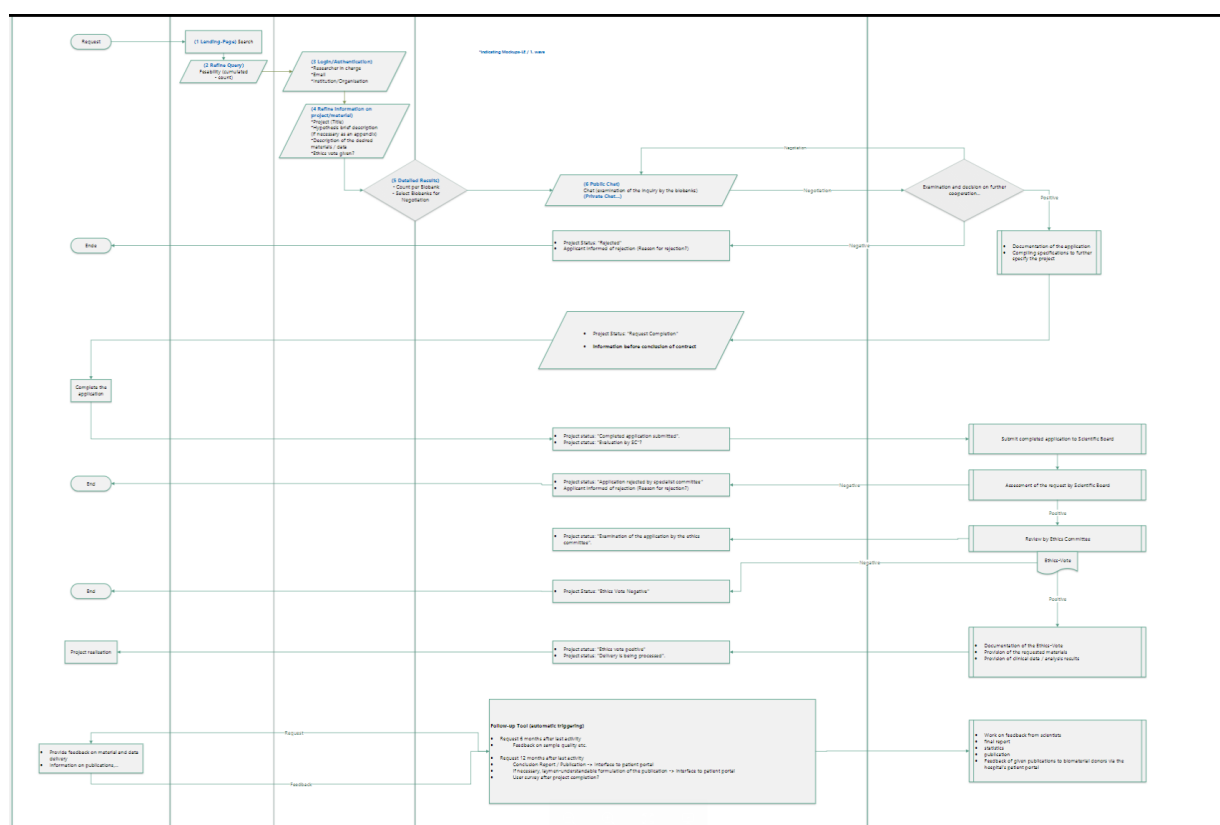 Request
(1 Landing-Page) Search
*Indicating Mockups-UI / 1. wave
(2 Refine Query)
Feasibility (cumulated
- count)
(3 Login/Authentication)
*Researcher in charge
*Email
*Institution/Organisation
(4 Refine Information on
project/material)
*Project (Title)
*Hypothesis brief description
(if necessary as an appendix)
*Description of the desired
materials / data
*Ethics vote given?
Negotiation
(5 Detailed Results)
- Count per Biobank
- Select Biobanks for
Negotiation
(6 Public Chat)
Chat (examination of the inquiry by the biobanks)
(Private Chat...)
Negotiation
Examination and decision on further
cooperation...
Positive
Ende
• Project Status: "Rejected"
• Applicant informed of rejection (Reason for rejection?)
Negative
• Documentation of the application
• Compiling specifications to further
specify the project
• Project Status: "Request Completion"
• Information before conclusion of contract
Complete the
application
• Project status: "Completed application submitted".
• Project status: "Evaluation by SC"?
Submit completed application to Scientific Board
End
• Project status: "Application rejected by specialist committee"
• Applicant informed of rejection (Reason for rejection?)
Negative
Assessment of the request by Scientific Board
Positive
• Project status: "Examination of the application by the ethics
committee".
Review by Ethics Committee
Ethics-Vote
Negative
End
• Project Status: "Ethics Vote Negative"
Positive
Project realisation
• Project status: "Ethics vote positive"
• Project status: "Delivery is being processed".
• Documentation of the Ethics-Vote
• Provision of the requested materials
• Provision of clinical data / analysis results
Follow-up Tool (automatic triggering)
Request
• Request 6 months after last activity
• Feedback on sample quality etc.
• Request 12 months after last activity
• Conclusion Report / Publication -> Interface to patient portal
• If necessary, laymen-understandable formulation of the publication -> Interface to patient portal
• User survey after project completion?
• Provide feedback on material and data
delivery
• Information on publications...
Feedback
• Work on feedback from scientists
• final report
• statistics
• publication
• Feedback of given publications to biomaterial donors via the
hospital's patient portal